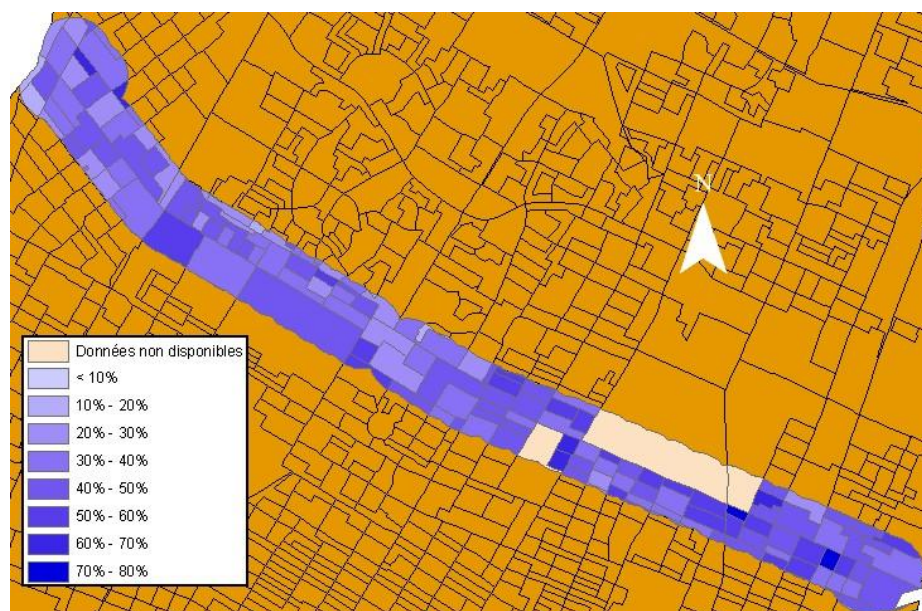 N
Données non disponibles
< 10%
10% - 20%
20% - 30%
30% - 40%
40% - 50%
50% - 60%
60% - 70%
70% - 80%